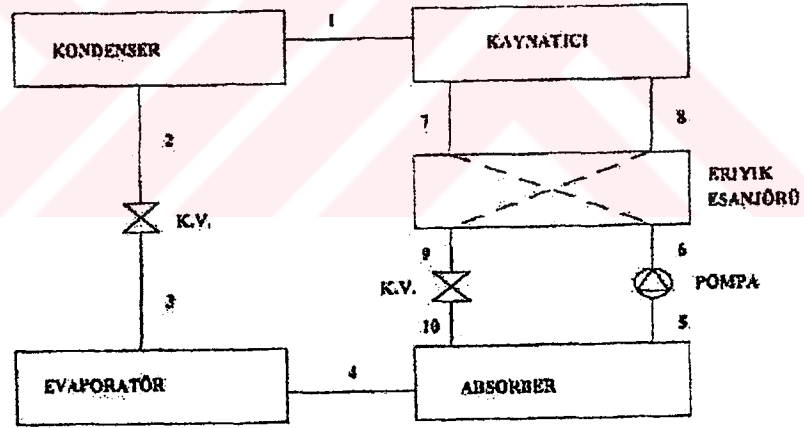 1
KONDENSER
KAYNATICI
2
7
8
ERIYIK
ESANJÖRÜ
K.V.
9
6
3
K.V.
POMPA
10
5
EVAPORATÖR
4
ABSORBER